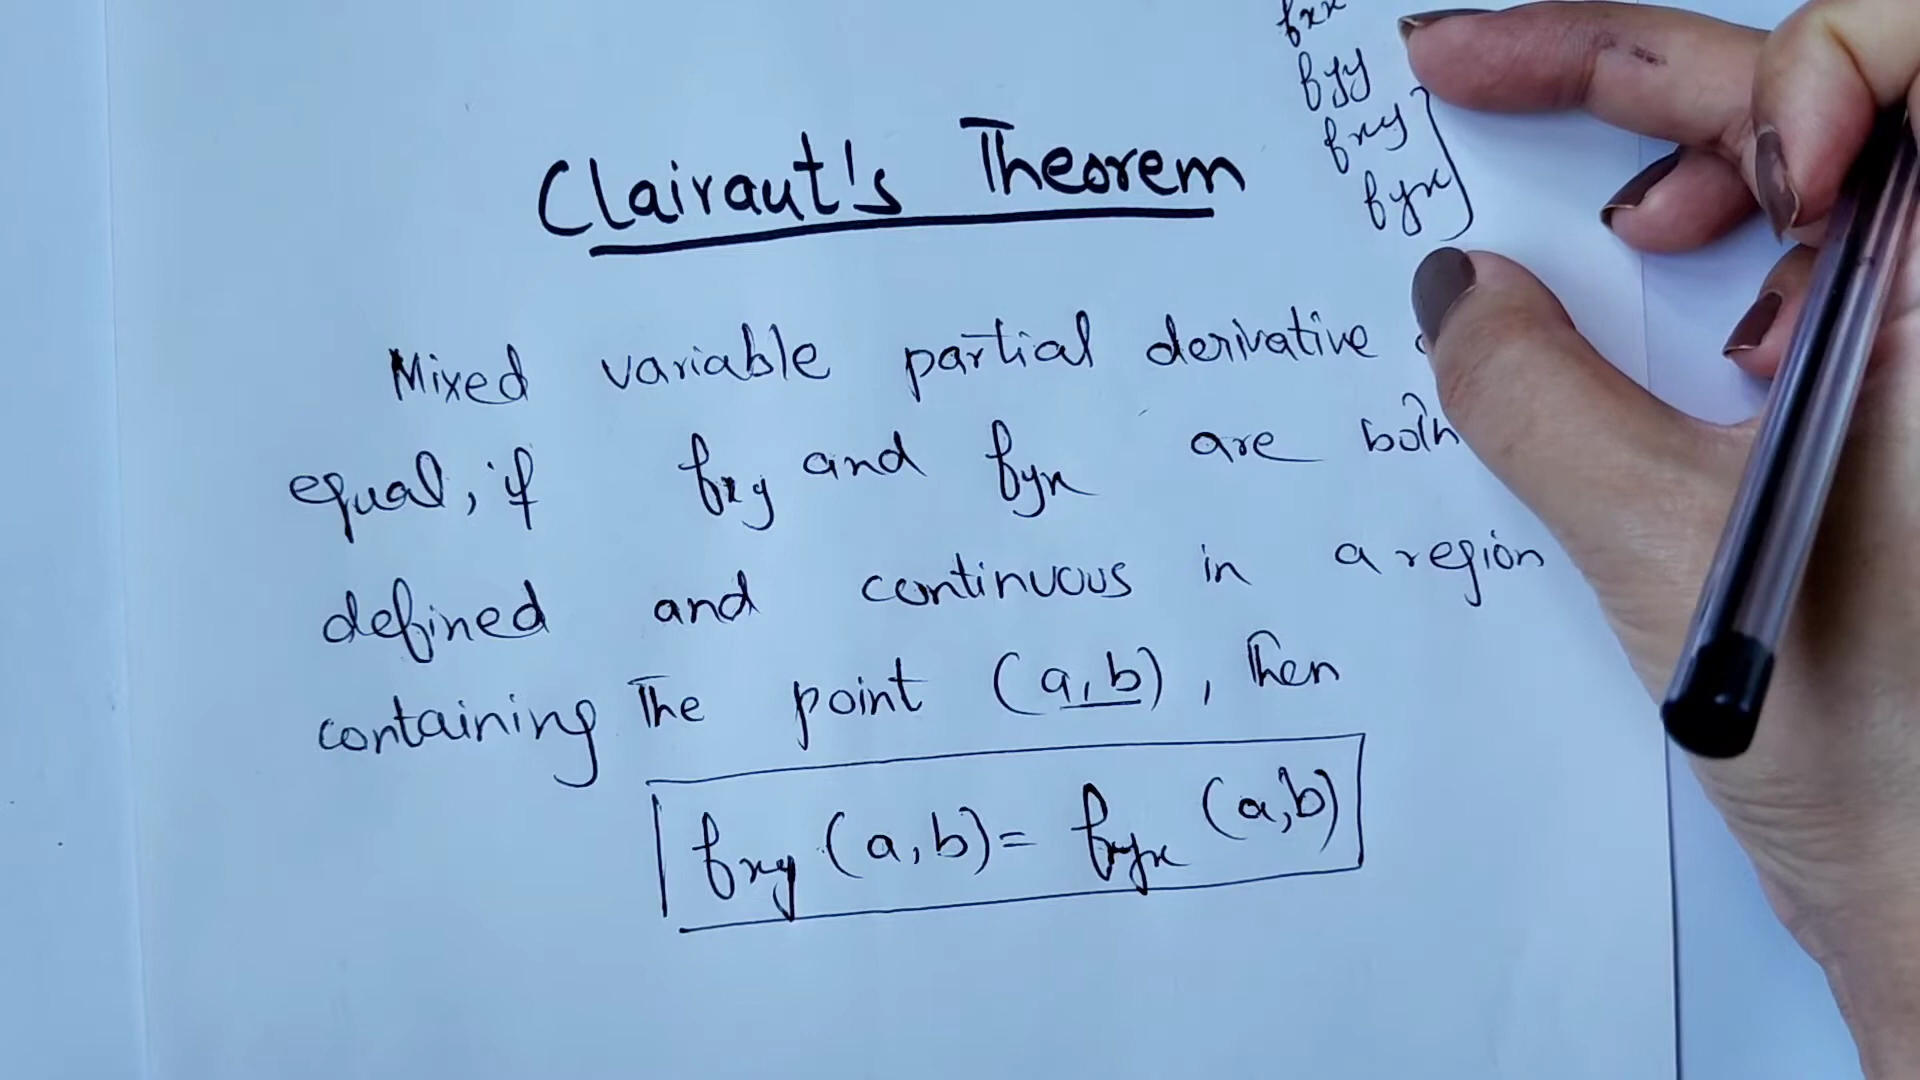 fxx
fyy
fxy
fyx
Clairaut's Theorem
Mixed variable partial derivative
equal, if fxy and fyx are both
defined and continuous in a region
containing The point (a,b), Then
fxy (a,b) = fyx (a,b)